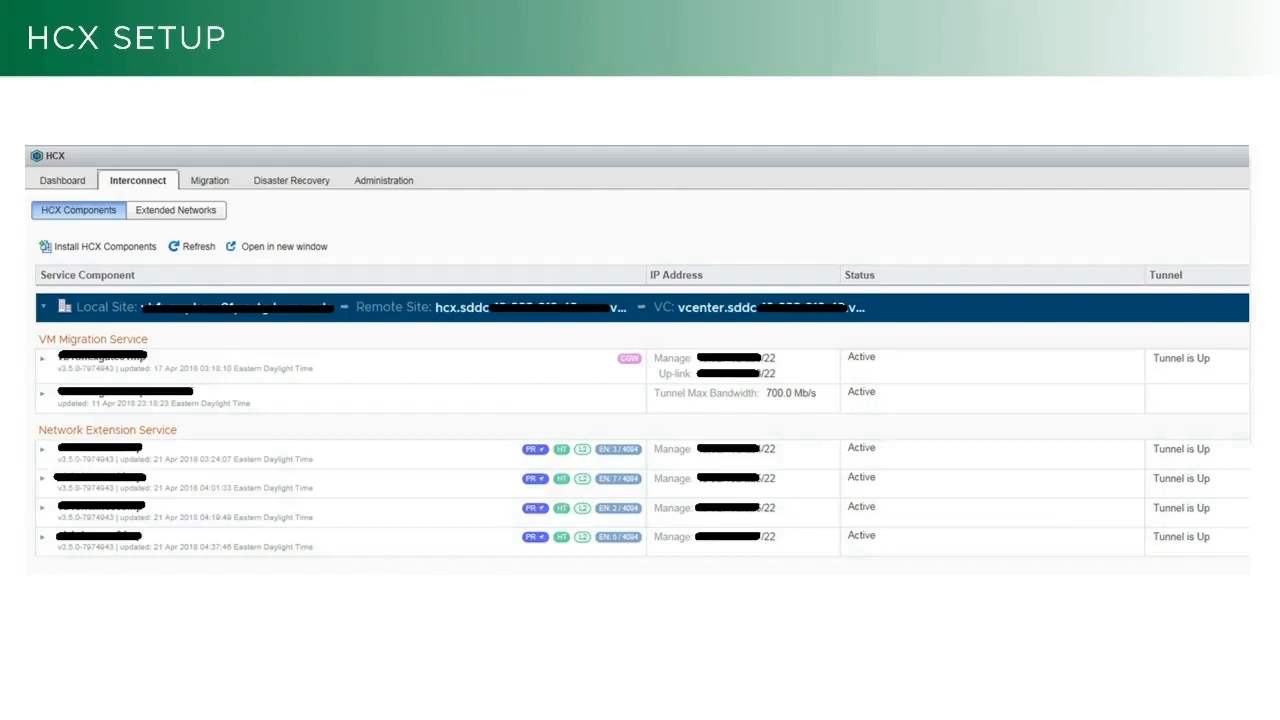 HCX SETUP
HCX
Dashboard Interconnect Migration Disaster Recovery Administration
HCX Components Extended Networks
Install HCX Components Refresh Open in new window
Service Component IP Address Status Tunnel
Local Site: Remote Site: hcx.sddc v... VC: vcenter.sddc .v...
VM Migration Service
CGW Manage: /22 Active Tunnel is Up
v3.5.0-7974943 | updated: 17 Apr 2018 03:18:10 Eastern Daylight Time
Up-link: /22
Tunnel Max Bandwidth: 700.0 Mb/s Active
updated: 11 Apr 2018 23:18:23 Eastern Daylight Time
Network Extension Service
PR HT L2 EN: 3 / 4094 Manage: /22 Active Tunnel is Up
v3.5.0-7974943 | updated: 21 Apr 2018 03:24:07 Eastern Daylight Time
PR HT L2 EN: 7 / 4094 Manage: /22 Active Tunnel is Up
v3.5.0-7974943 | updated: 21 Apr 2018 04:01:33 Eastern Daylight Time
PR HT L2 EN: 2 / 4094 Manage: /22 Active Tunnel is Up
v3.5.0-7974943 | updated: 21 Apr 2018 04:19:49 Eastern Daylight Time
PR HT L2 EN: 5 / 4094 Manage: /22 Active Tunnel is Up
v3.5.0-7974943 | updated: 21 Apr 2018 04:37:46 Eastern Daylight Time